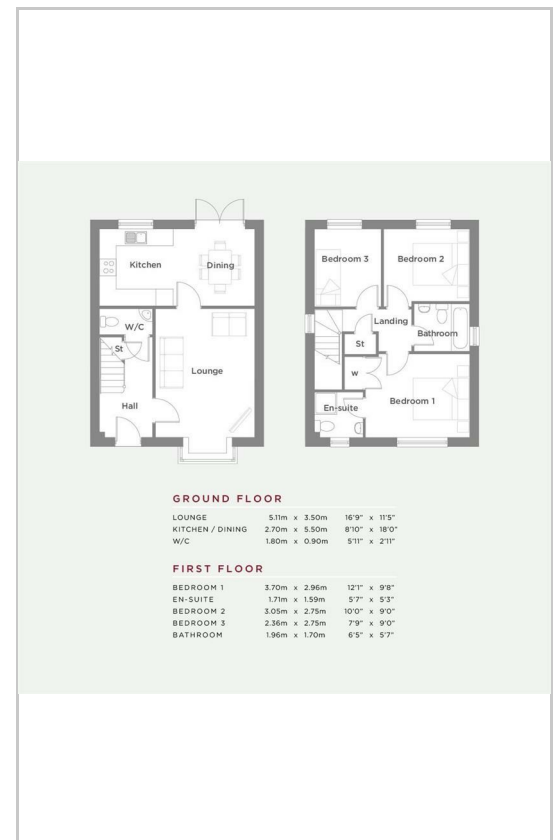 Kitchen
Dining
W/C
St
Lounge
Hall
Bedroom 3
Bedroom 2
Landing
Bathroom
St
w
En-suite
Bedroom 1
GROUND FLOOR
LOUNGE 5.11m x 3.50m 16'9" x 11'5"
KITCHEN / DINING 2.70m x 5.50m 8'10" x 18'0"
W/C 1.80m x 0.90m 5'11" x 2'11"
FIRST FLOOR
BEDROOM 1 3.70m x 2.96m 12'1" x 9'8"
EN-SUITE 1.71m x 1.59m 5'7" x 5'3"
BEDROOM 2 3.05m x 2.75m 10'0" x 9'0"
BEDROOM 3 2.36m x 2.75m 7'9" x 9'0"
BATHROOM 1.96m x 1.70m 6'5" x 5'7"